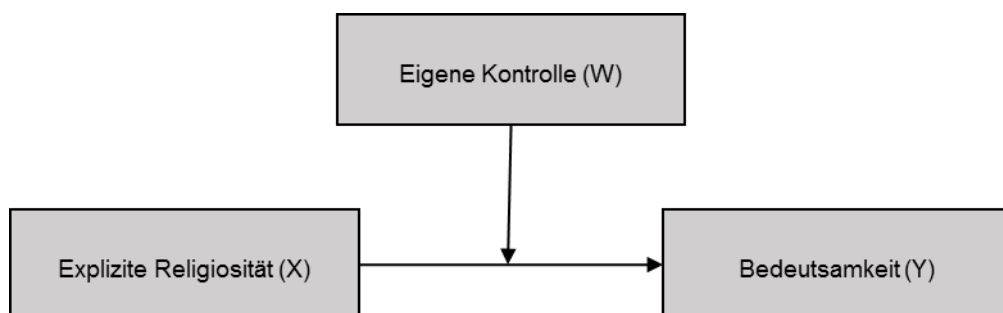 Eigene Kontrolle (W)
Explizite Religiosität (X)
Bedeutsamkeit (Y)